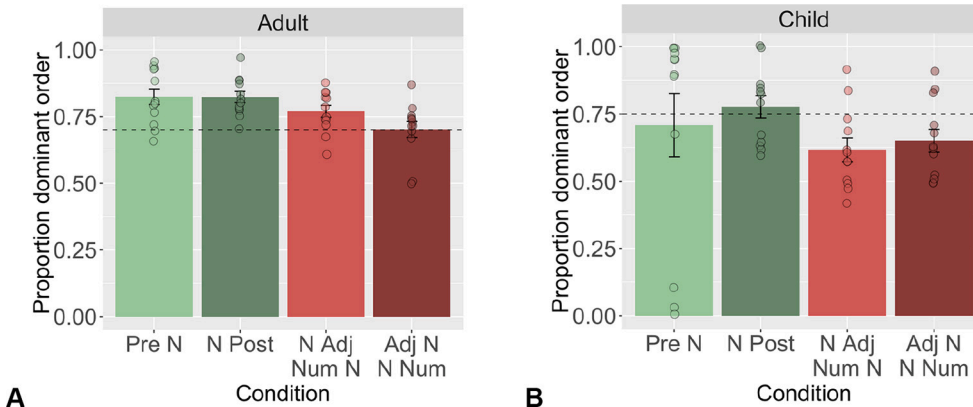 Adult
Proportion dominant order
1.00
0.75
0.50
0.25
0.00
Pre N
N Post
N Adj
Num N
Adj N
N Num
Condition
A
Child
Proportion dominant order
1.00
0.75
0.50
0.25
0.00
Pre N
N Post
N Adj
Num N
Adj N
N Num
Condition
B